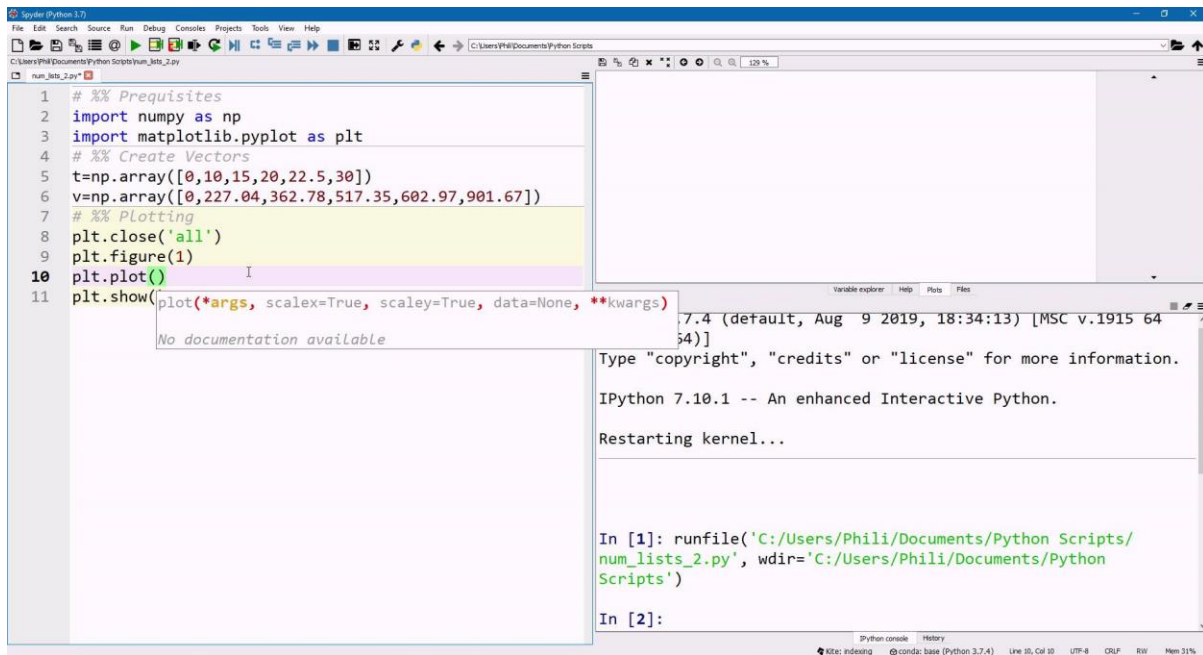 Spyder (Python 3.7)
File Edit Search Source Run Debug Consoles Projects Tools View Help
C:\Users\Phili\Documents\Python Scripts
C:\Users\Phili\Documents\Python Scripts\num_lists_2.py
num_lists_2.py*
129 %
1 # %% Prequisites
2 import numpy as np
3 import matplotlib.pyplot as plt
4 # %% Create Vectors
5 t=np.array([0,10,15,20,22.5,30])
6 v=np.array([0,227.04,362.78,517.35,602.97,901.67])
7 # %% Plotting
8 plt.close('all')
9 plt.figure(1)
10 plt.plot()
11 plt.show(
plot(*args, scalex=True, scaley=True, data=None, **kwargs)
No documentation available
Variable explorer Help Plots Files
.7.4 (default, Aug 9 2019, 18:34:13) [MSC v.1915 64
64)]
Type "copyright", "credits" or "license" for more information.
IPython 7.10.1 -- An enhanced Interactive Python.
Restarting kernel...
In [1]: runfile('C:/Users/Phili/Documents/Python Scripts/
num_lists_2.py', wdir='C:/Users/Phili/Documents/Python
Scripts')
In [2]:
IPython console History
Kite: indexing conda: base (Python 3.7.4) Line 10, Col 10 UTF-8 CRLF RW Mem 31%